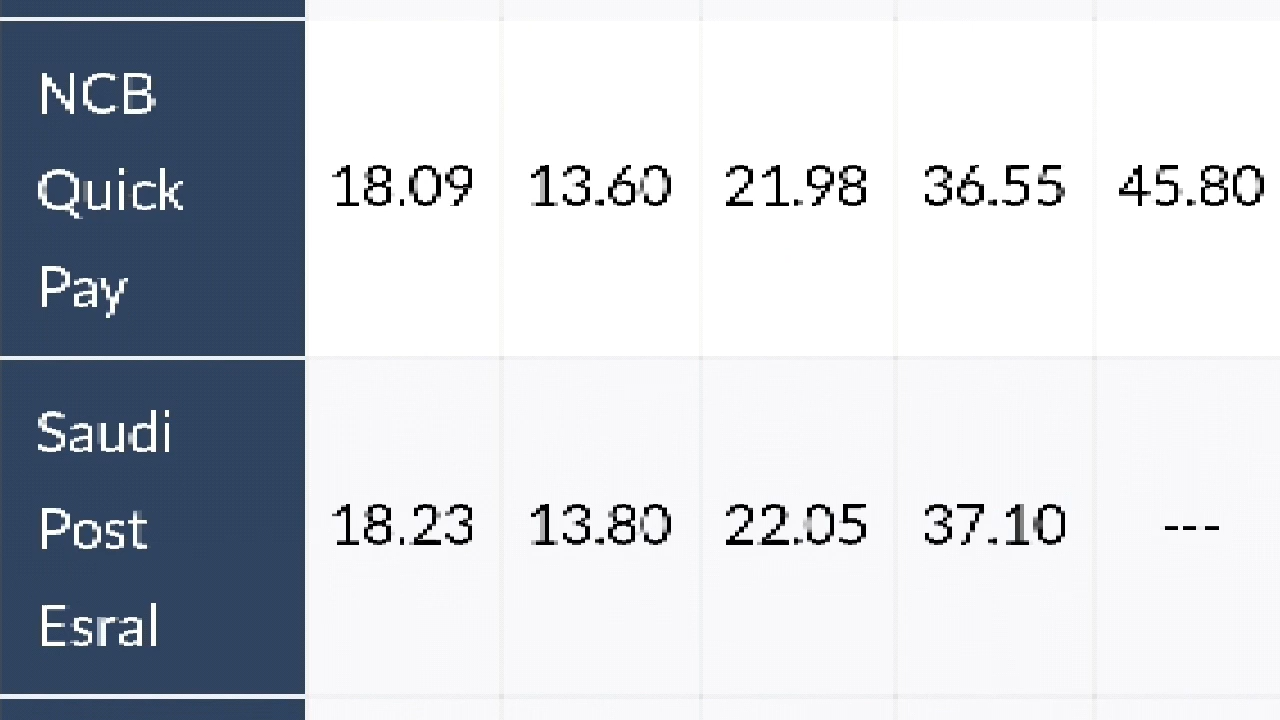 NCB
Quick
Pay
18.09 13.60 21.98 36.55 45.80
Saudi
Post
Esral
18.23 13.80 22.05 37.10 ---